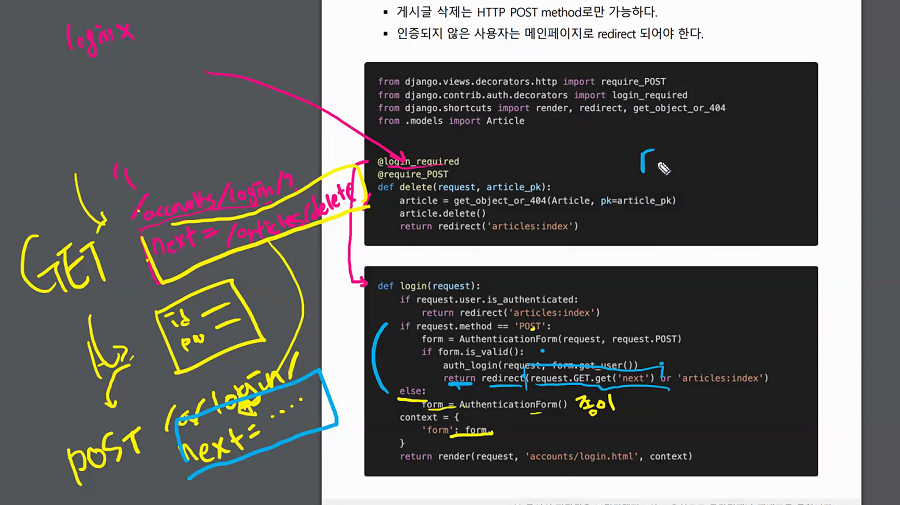 • 게시글 삭제는 HTTP POST method로만 가능하다.
• 인증되지 않은 사용자는 메인페이지로 redirect 되어야 한다.
login x
from django.views.decorators.http import require_POST
from django.contrib.auth.decorators import login_required
from django.shortcuts import render, redirect, get_object_or_404
from .models import Article
@login_required
@require_POST
def delete(request, article_pk):
article = get_object_or_404(Article, pk=article_pk)
article.delete()
return redirect('articles:index')
/accounts/login/?
next = /articles/delete
GET
id
pw
POST /a/login/
next= ....
def login(request):
if request.user.is_authenticated:
return redirect('articles:index')
if request.method == 'POST':
form = AuthenticationForm(request, request.POST)
if form.is_valid():
auth_login(request, form.get_user())
return redirect(request.GET.get('next') or 'articles:index')
else:
form = AuthenticationForm() 종이
context = {
'form': form,
}
return render(request, 'accounts/login.html', context)